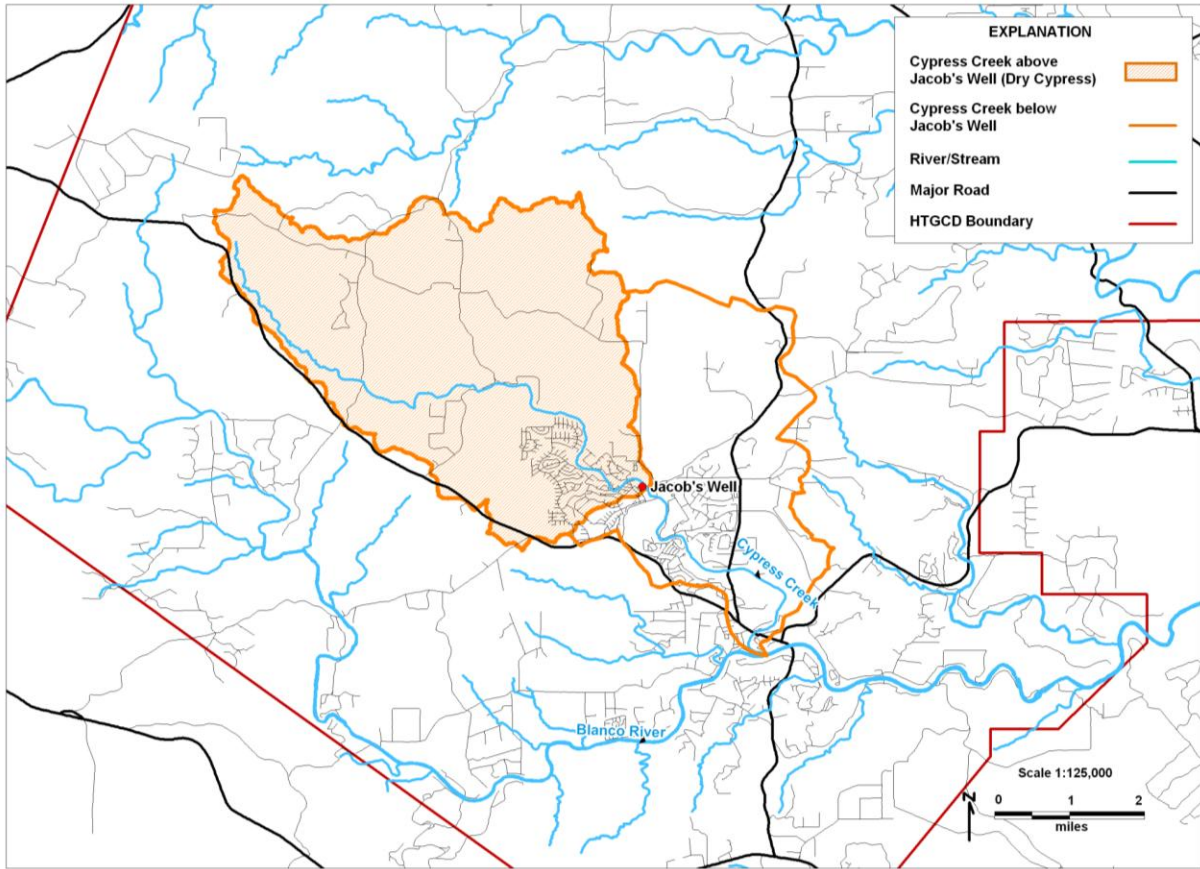 EXPLANATION
Cypress Creek above
Jacob's Well (Dry Cypress)
Cypress Creek below
Jacob's Well
River/Stream
Major Road
HTGCD Boundary
Jacob's Well
Cypress Creek
Blanco River
Scale 1:125,000
N
0 1 2
miles